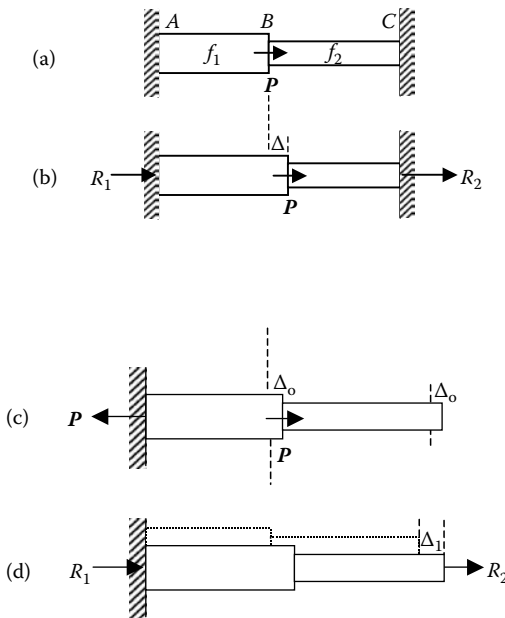 A B C
(a) f₁ f₂
P
Δ
(b) R₁ R₂
P
Δₒ Δₒ
(c) P
P
Δ₁
(d) R₁ R₂